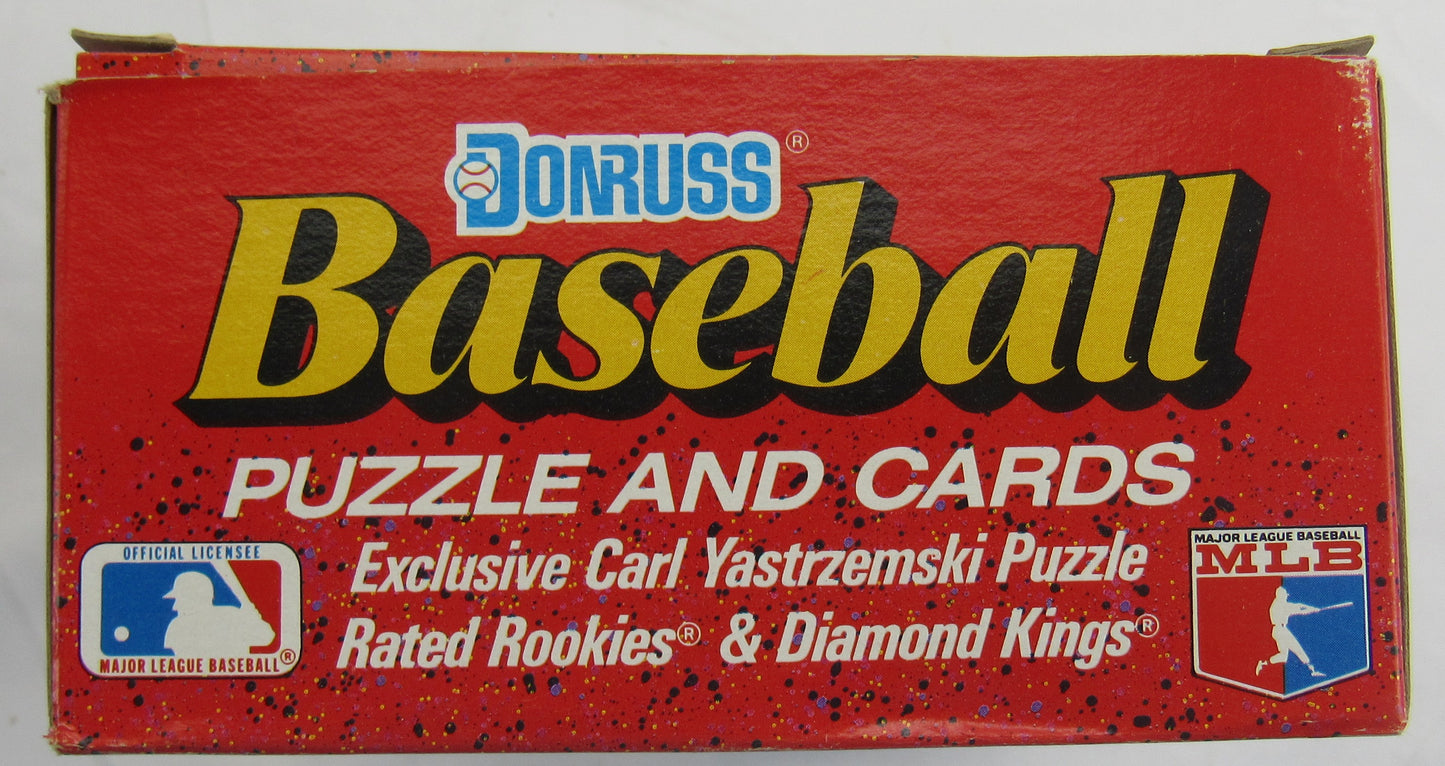 DONRUSS®
Baseball
PUZZLE AND CARDS
Exclusive Carl Yastrzemski Puzzle
Rated Rookies® & Diamond Kings®
OFFICIAL LICENSEE
MAJOR LEAGUE BASEBALL®
MAJOR LEAGUE BASEBALL
MLB